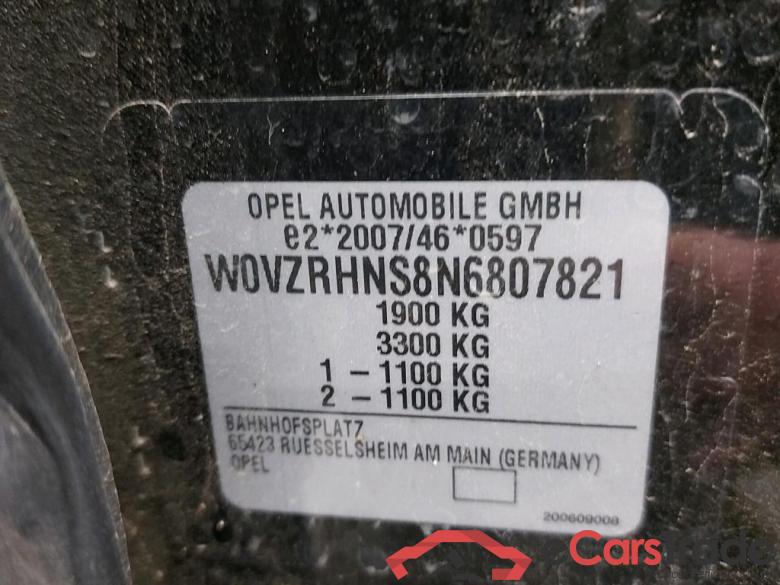 OPEL AUTOMOBILE GMBH
e2*2007/46*0597
W0VZRHNS8N6807821
1900 KG
3300 KG
1 - 1100 KG
2 - 1100 KG
BAHNHOFSPLATZ
65423 RUESSELSHEIM AM MAIN (GERMANY)
OPEL
200609008